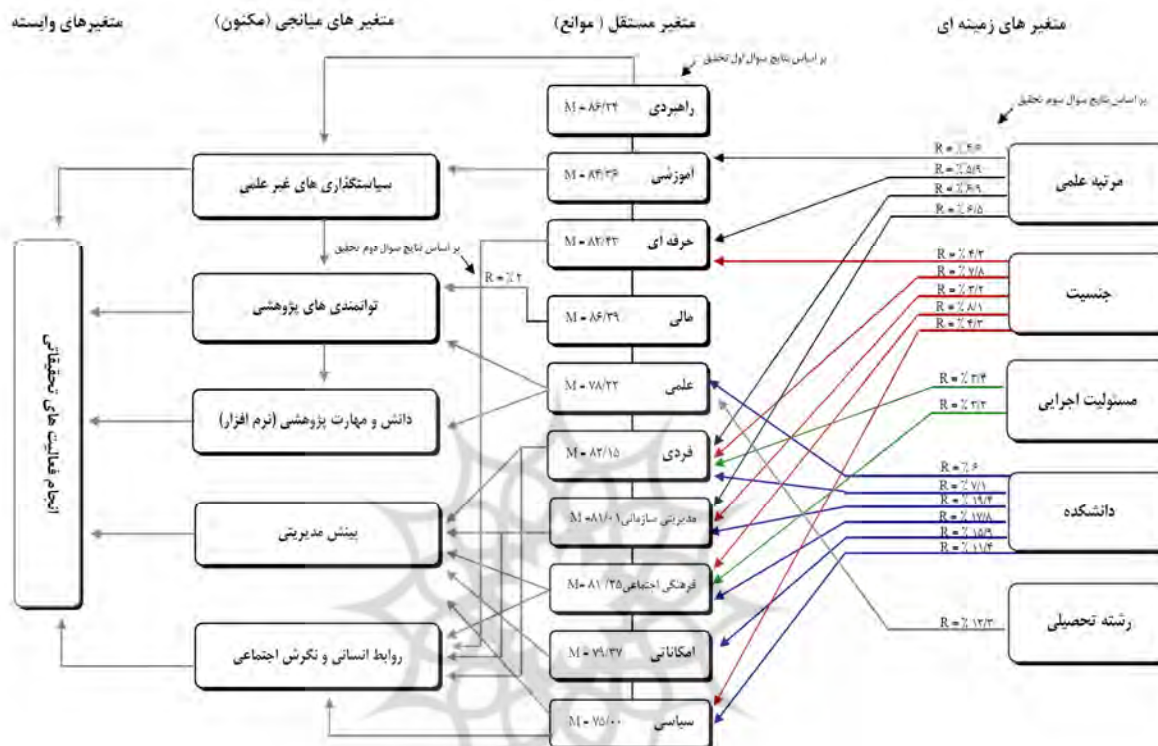 متغیر های زمینه ای
متغیر مستقل ( موانع)
متغیر های میانجی (مکنون)
متغیرهای وابسته
بر اساس نتایج سوال اول تحقیق
بر اساس نتایج سوال سوم تحقیق
بر اساس نتایج سوال دوم تحقیق
مرتبه علمی
جنسیت
مسئولیت اجرایی
دانشکده
رشته تحصیلی
R = ٪ ۵/۹
R = ٪ ۶/۹
R = ٪ ۶/۵
R = ٪ ۴/۲
R = ٪ ۷/۸
R = ٪ ۳/۲
R = ٪ ۸/۱
R = ٪ ۴/۳
R = ٪ ۳/۴
R = ٪ ۳/۳
R = ٪ ۶
R = ٪ ۷/۱
R = ٪ ۱۹/۴
R = ٪ ۱۷/۸
R = ٪ ۱۵/۹
R = ٪ ۱۱/۴
R = ٪ ۱۲/۳
راهبردی M = ۸۶/۲۴
آموزشی M = ۸۴/۳۶
حرفه ای M = ۸۲/۴۳
مالی M = ۸۶/۳۹
علمی M = ۷۸/۲۲
فردی M = ۸۲/۱۵
مدیریتی سازمانی M =۸۱/۰۱
فرهنگی اجتماعی M = ۸۱/۲۵
امکاناتی M = ۷۹/۳۷
سیاسی M = ۷۵/۰۰
R = ٪ ۲
سیاستگذاری های غیر علمی
توانمندی های پژوهشی
دانش و مهارت پژوهشی (نرم افزار)
بینش مدیریتی
روابط انسانی و نگرش اجتماعی
انجام فعالیت های تحقیقاتی